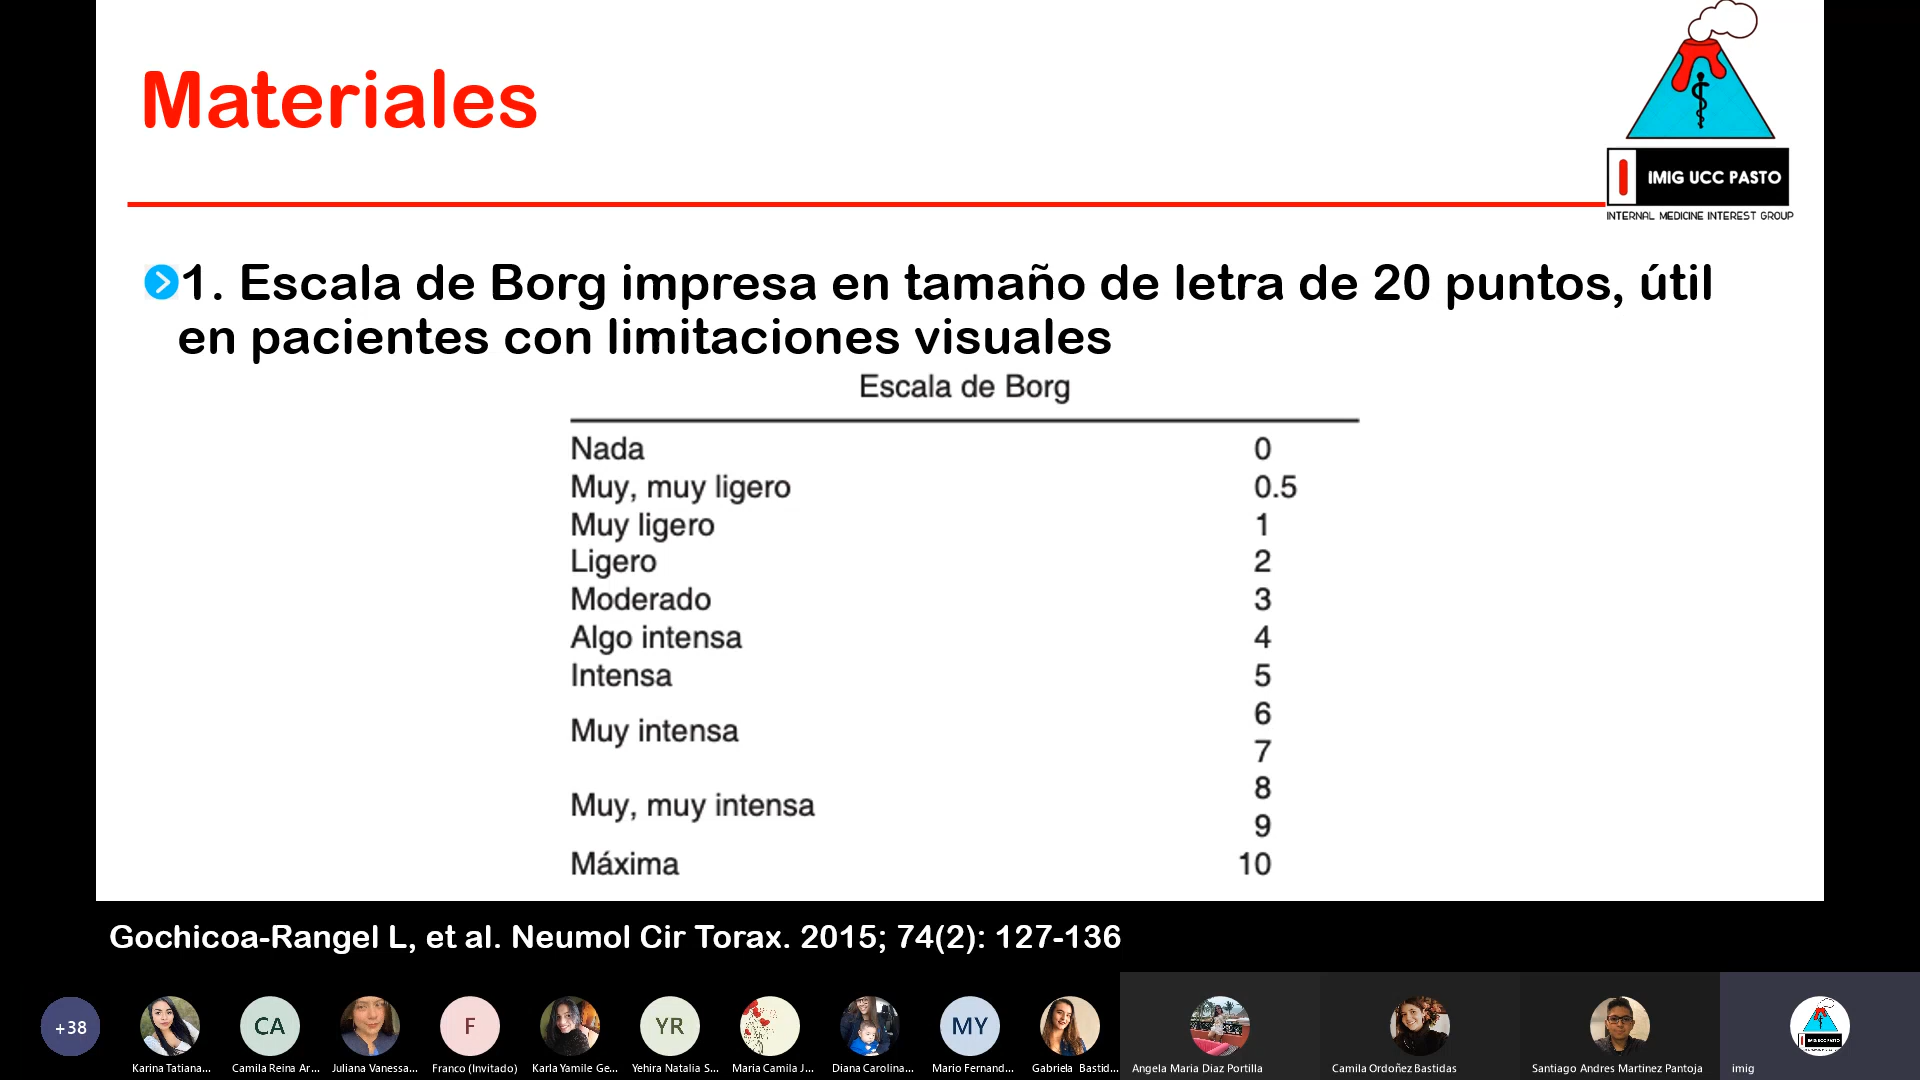 Materiales
IMIG UCC PASTO
INTERNAL MEDICINE INTEREST GROUP
1. Escala de Borg impresa en tamaño de letra de 20 puntos, útil
en pacientes con limitaciones visuales
Escala de Borg
Nada 0
Muy, muy ligero 0.5
Muy ligero 1
Ligero 2
Moderado 3
Algo intensa 4
Intensa 5
Muy intensa 6
7
Muy, muy intensa 8
9
Máxima 10
Gochicoa-Rangel L, et al. Neumol Cir Torax. 2015; 74(2): 127-136
+38 CA F YR MY
Karina Tatiana... Camila Reina Ar... Juliana Vanessa... Franco (Invitado) Karla Yamile Ge... Yehira Natalia S... Maria Camila J... Diana Carolina... Mario Fernand... Gabriela Bastid... Angela Maria Diaz Portilla Camila Ordoñez Bastidas Santiago Andres Martinez Pantoja imig